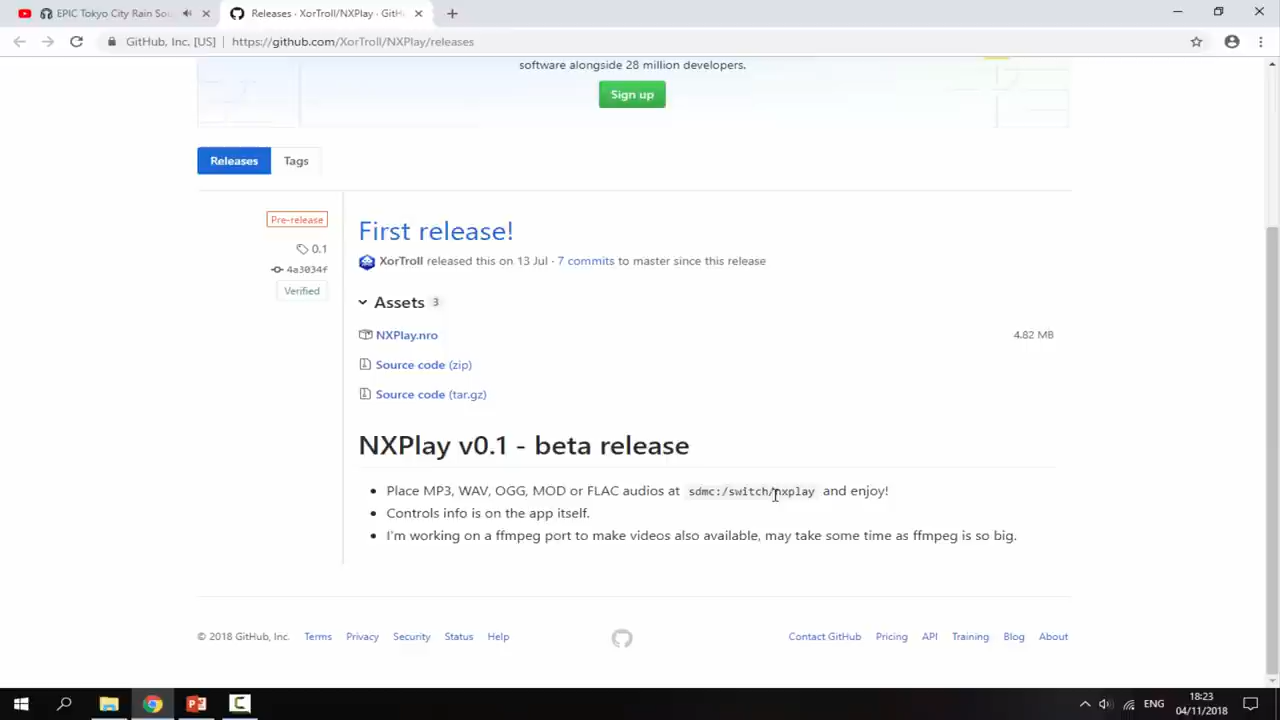 EPIC Tokyo City Rain Sou
Releases · XorTroll/NXPlay · GitH
GitHub, Inc. [US] https://github.com/XorTroll/NXPlay/releases
software alongside 28 million developers.
Sign up
Releases Tags
Pre-release
First release!
0.1
XorTroll released this on 13 Jul · 7 commits to master since this release
4a3034f
Verified
Assets 3
NXPlay.nro 4.82 MB
Source code (zip)
Source code (tar.gz)
NXPlay v0.1 - beta release
Place MP3, WAV, OGG, MOD or FLAC audios at sdmc:/switch/nxplay and enjoy!
Controls info is on the app itself.
I'm working on a ffmpeg port to make videos also available, may take some time as ffmpeg is so big.
© 2018 GitHub, Inc. Terms Privacy Security Status Help Contact GitHub Pricing API Training Blog About
18:23
ENG
04/11/2018